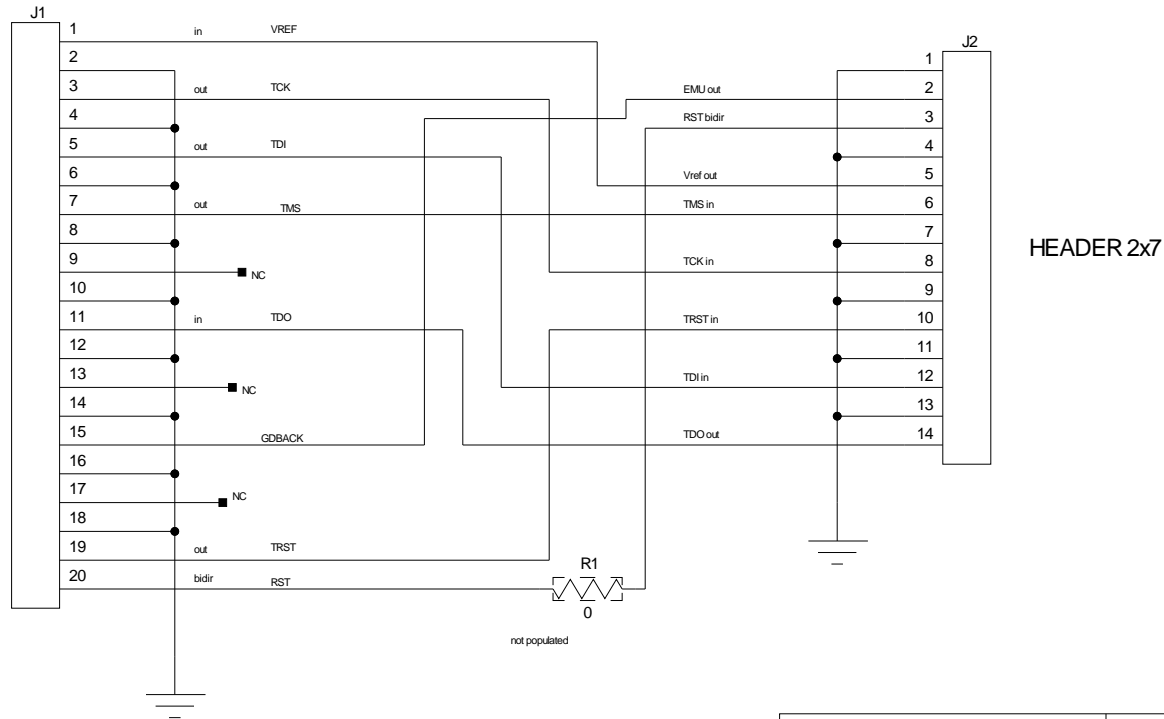 J1
1 in VREF
2
3 out TCK
4
5 out TDI
6
7 out TMS
8
9 NC
10
11 in TDO
12
13 NC
14
15 GDBACK
16
17 NC
18
19 out TRST
20 bidir RST
R1
0
not populated
J2
1
EMU out 2
RST bidir 3
4
Vref out 5
TMS in 6
7
TCK in 8
9
TRST in 10
11
TDI in 12
13
TDO out 14
HEADER 2x7